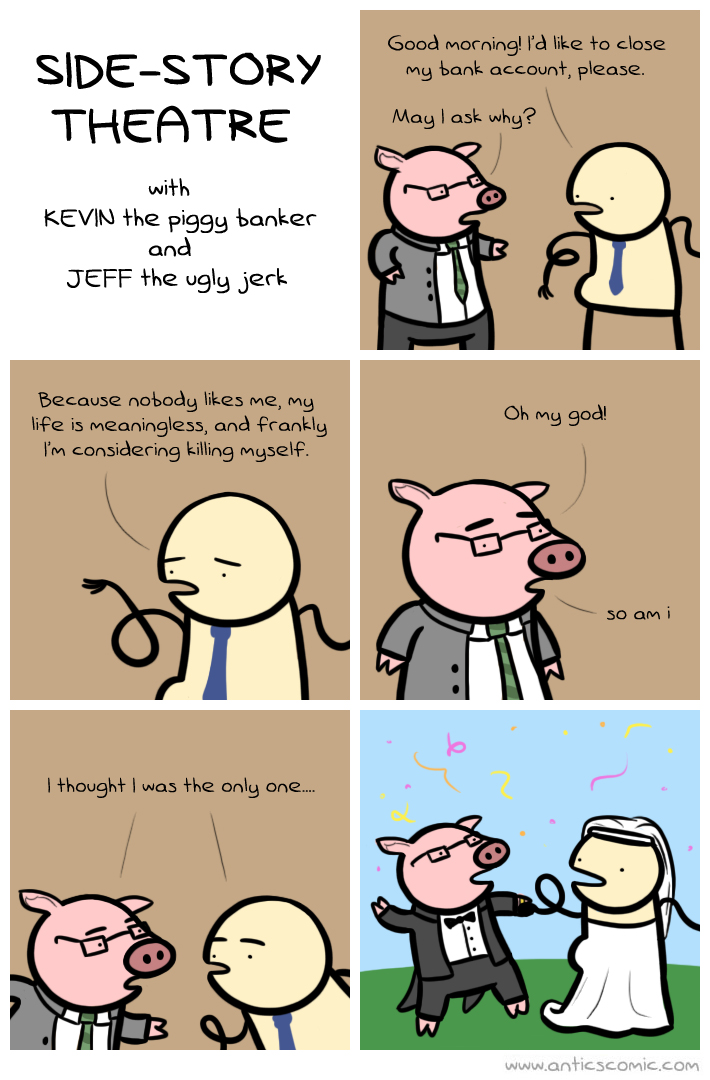 SIDE-STORY
THEATRE
with
KEVIN the piggy banker
and
JEFF the ugly jerk
Good morning! I'd like to close
my bank account, please.
May I ask why?
Because nobody likes me, my
life is meaningless, and frankly
I'm considering killing myself.
Oh my god!
so am i
I thought I was the only one....
www.anticscomic.com